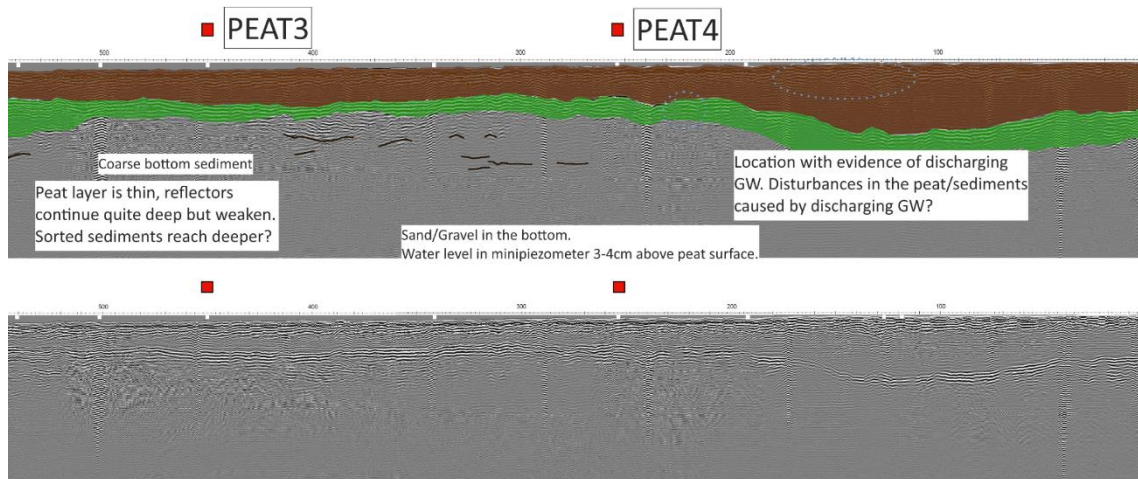 PEAT3
PEAT4
500
400
300
200
100
Coarse bottom sediment
Peat layer is thin, reflectors
continue quite deep but weaken.
Sorted sediments reach deeper?
Sand/Gravel in the bottom.
Water level in minipiezometer 3-4cm above peat surface.
Location with evidence of discharging
GW. Disturbances in the peat/sediments
caused by discharging GW?
500
400
300
200
100